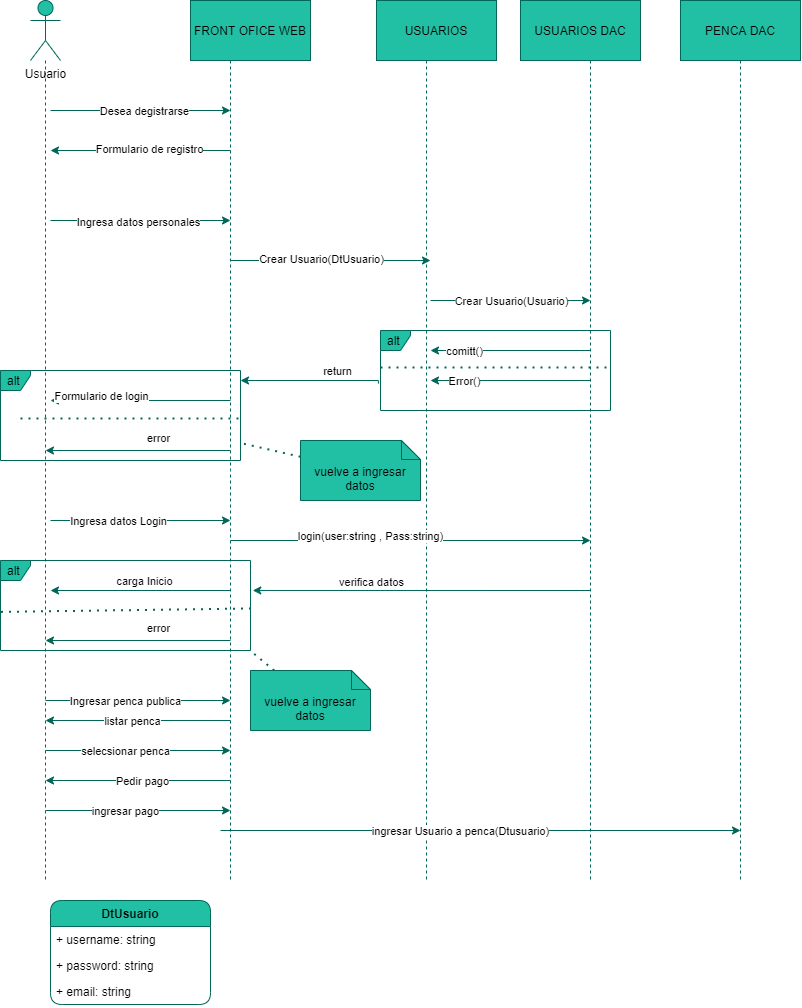 FRONT OFICE WEB
USUARIOS
USUARIOS DAC
PENCA DAC
Usuario
Desea degistrarse
Formulario de registro
Ingresa datos personales
Crear Usuario(DtUsuario)
Crear Usuario(Usuario)
alt
comitt()
return
alt
Error()
Formulario de login
error
vuelve a ingresar
datos
Ingresa datos Login
login(user:string , Pass:string)
alt
carga Inicio
verifica datos
error
Ingresar penca publica
vuelve a ingresar
datos
listar penca
selecsionar penca
Pedir pago
ingresar pago
ingresar Usuario a penca(Dtusuario)
DtUsuario
+ username: string
+ password: string
+ email: string